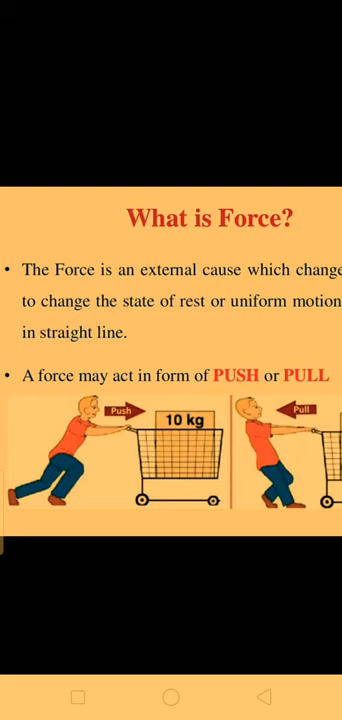 What is Force?
• The Force is an external cause which change
to change the state of rest or uniform motion
in straight line.
• A force may act in form of PUSH or PULL
Push
10 kg
Pull